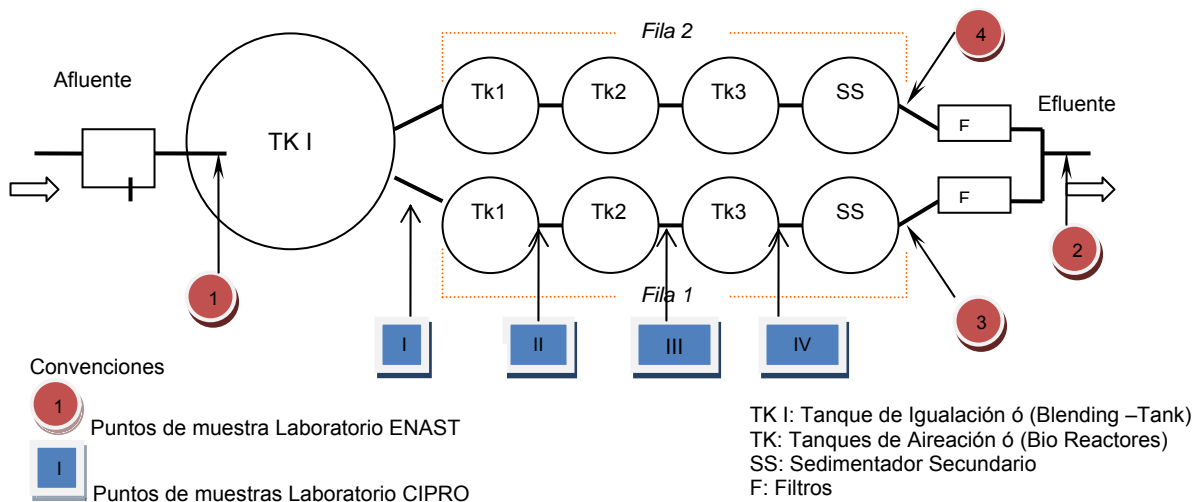 Fila 2
4
Afluente
Tk1
Tk2
Tk3
SS
Efluente
F
TK I
Tk1
Tk2
Tk3
SS
F
2
1
Fila 1
3
I
II
III
IV
Convenciones
1
Puntos de muestra Laboratorio ENAST
I
Puntos de muestras Laboratorio CIPRO
TK I: Tanque de Igualación ó (Blending –Tank)
TK: Tanques de Aireación ó (Bio Reactores)
SS: Sedimentador Secundario
F: Filtros